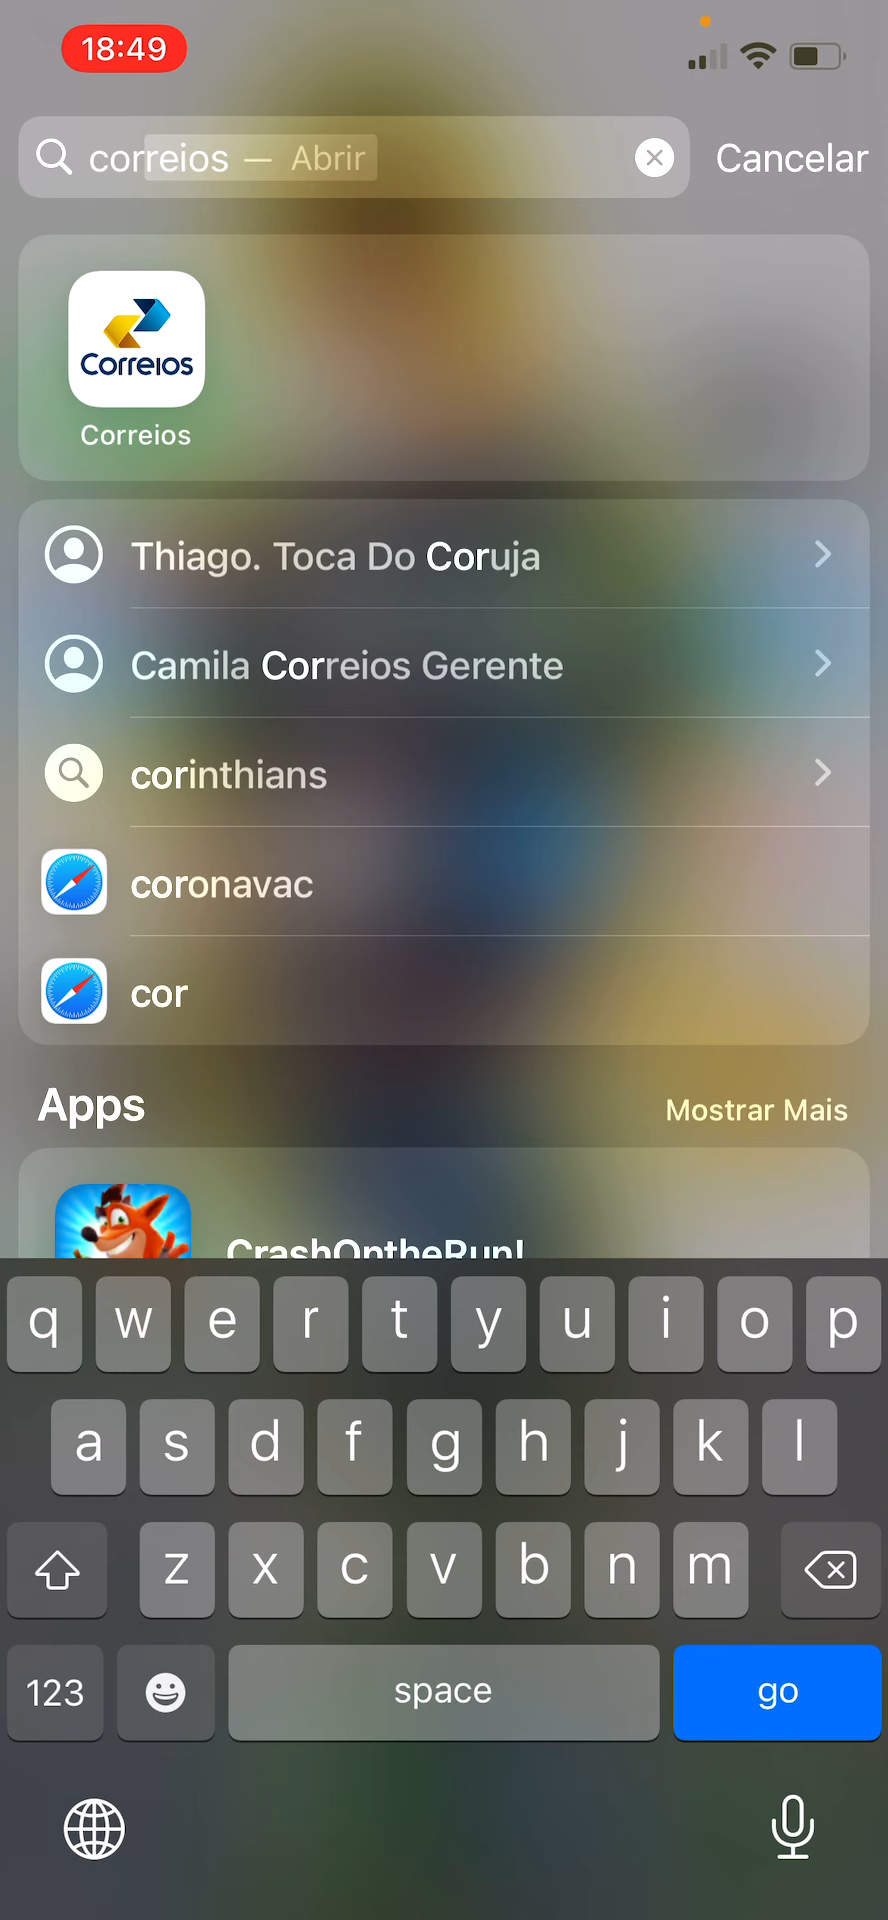 18:49
correios — Abrir
Cancelar
Correios
Correios
Thiago. Toca Do Coruja
Camila Correios Gerente
corinthians
coronavac
cor
Apps
Mostrar Mais
CrashOntheRun!
q w e r t y u i o p
a s d f g h j k l
z x c v b n m
123
space
go